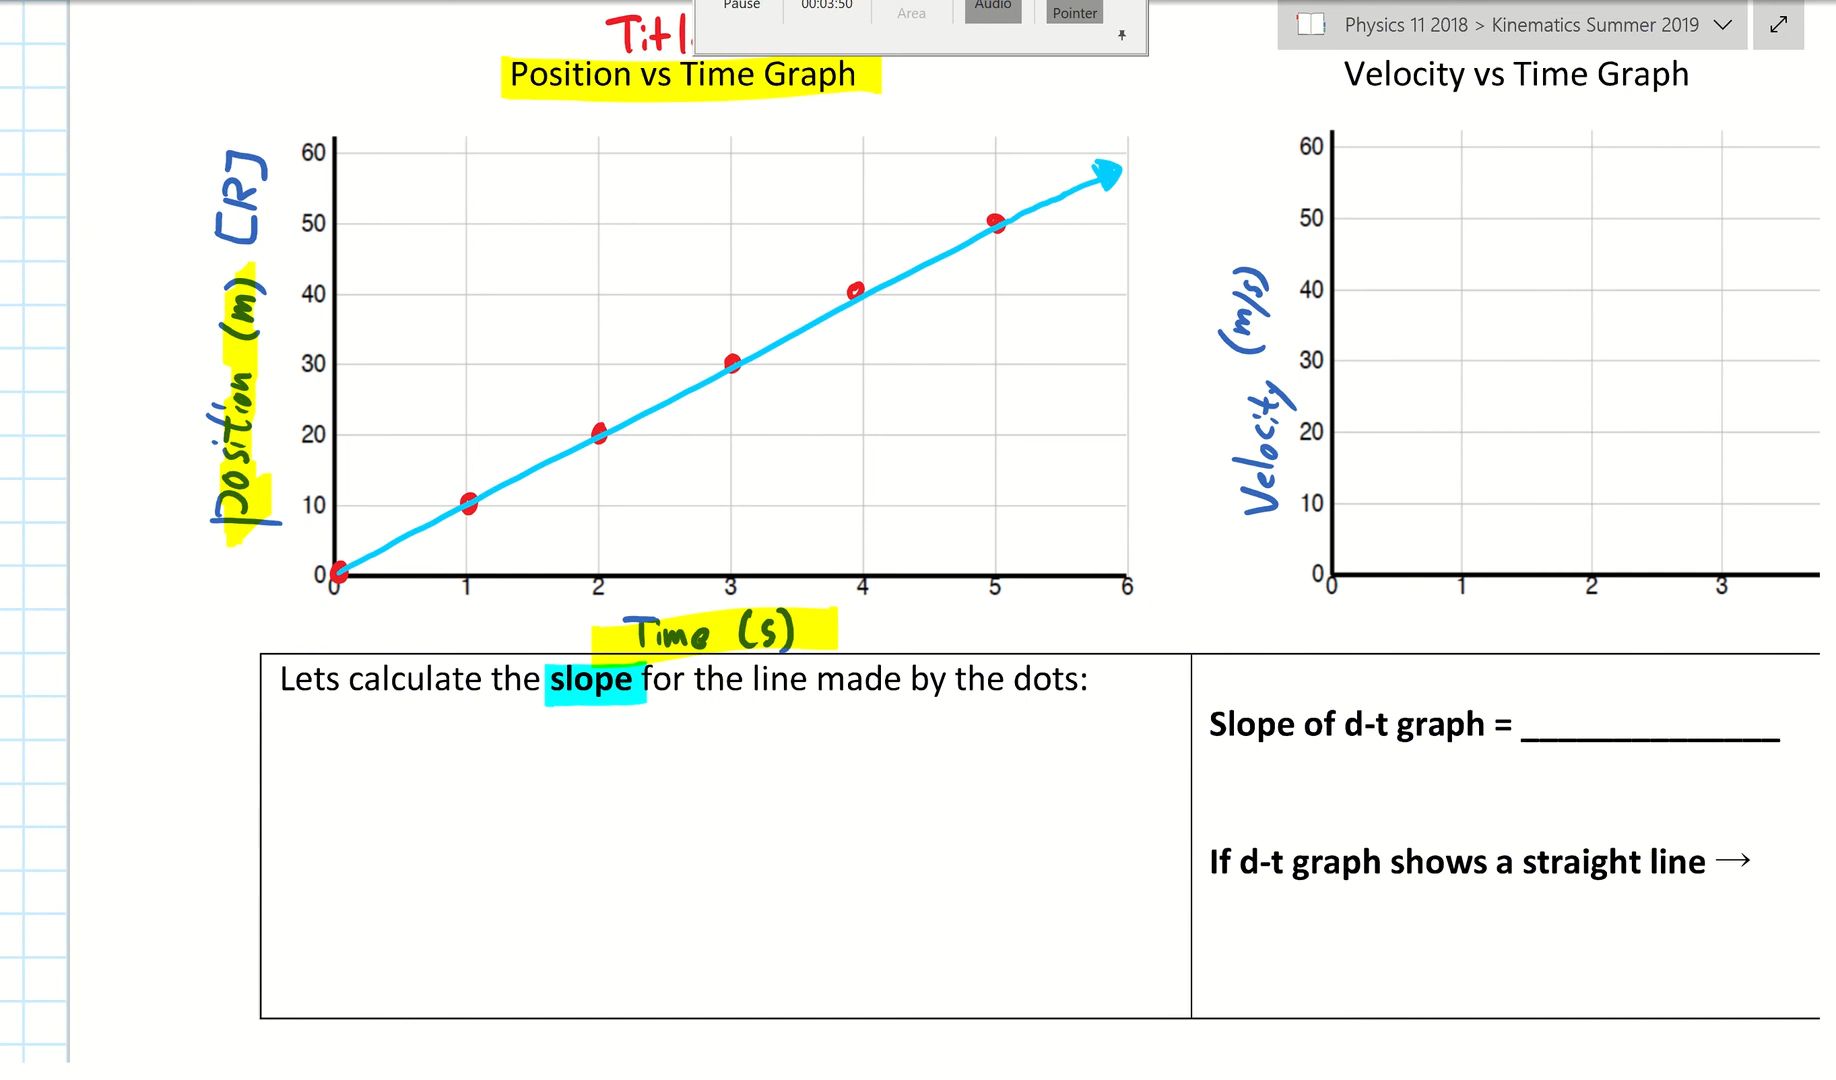 Pause 00:03:50 Area Audio Pointer
Physics 11 2018 > Kinematics Summer 2019
Position vs Time Graph
Velocity vs Time Graph
position (m) [R]
60
50
40
30
20
10
0
0 1 2 3 4 5 6
Time (s)
Velocity (m/s)
60
50
40
30
20
10
0
0 1 2 3
Lets calculate the slope for the line made by the dots:
Slope of d-t graph = ______________
If d-t graph shows a straight line →